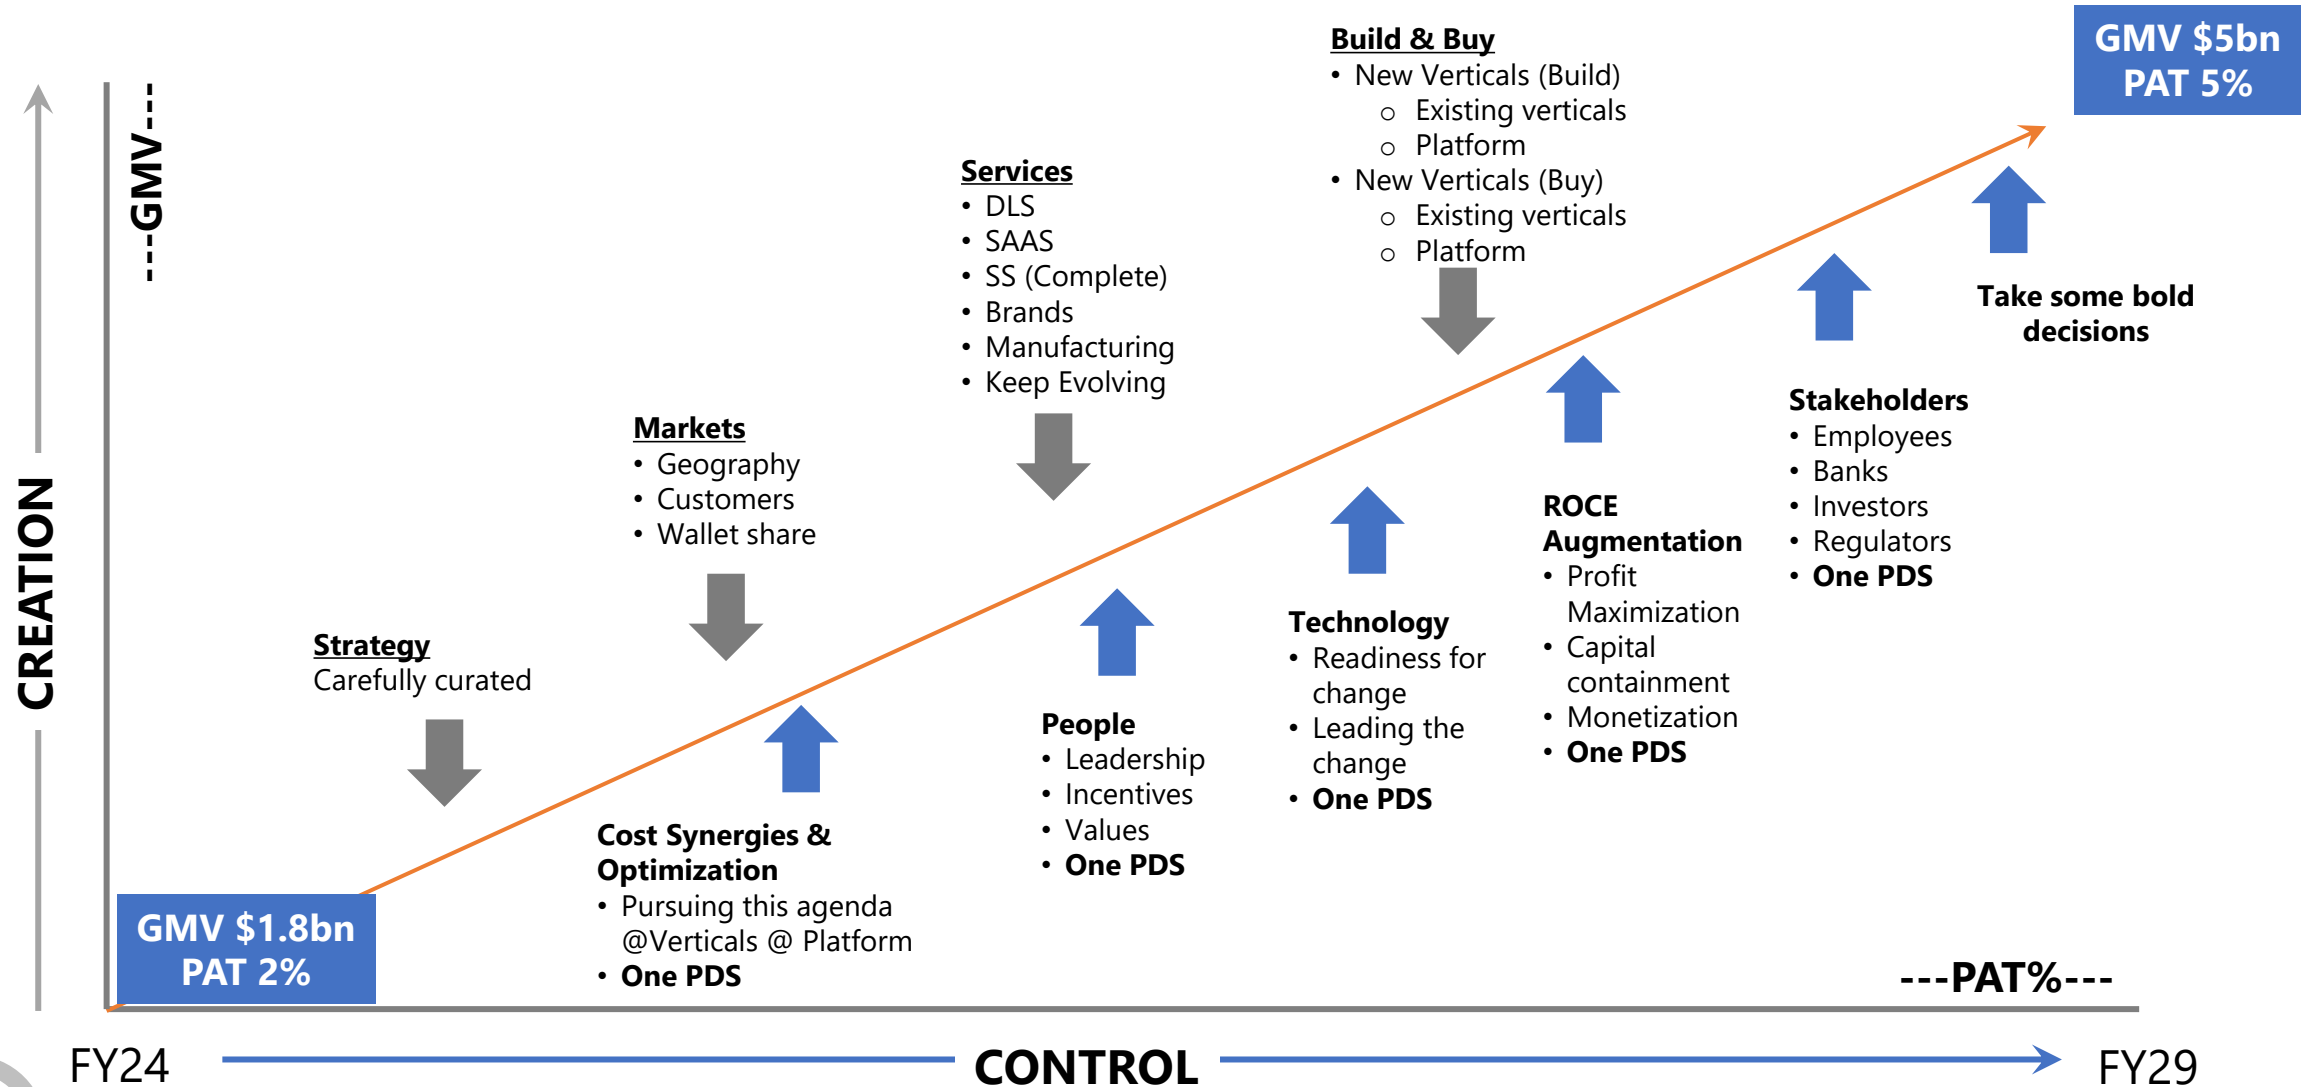 GMV $5bn
PAT 5%
Build & Buy
• New Verticals (Build)
o Existing verticals
o Platform
• New Verticals (Buy)
o Existing verticals
o Platform
---GMV---
CREATION
Services
• DLS
• SAAS
• SS (Complete)
• Brands
• Manufacturing
• Keep Evolving
Markets
• Geography
• Customers
• Wallet share
Strategy
Carefully curated
Take some bold
decisions
Stakeholders
• Employees
• Banks
• Investors
• Regulators
• One PDS
ROCE
Augmentation
• Profit
Maximization
• Capital
containment
• Monetization
• One PDS
Technology
• Readiness for
change
• Leading the
change
• One PDS
People
• Leadership
• Incentives
• Values
• One PDS
Cost Synergies &
Optimization
• Pursuing this agenda
@Verticals @ Platform
• One PDS
GMV $1.8bn
PAT 2%
---PAT%---
FY24
CONTROL
FY29